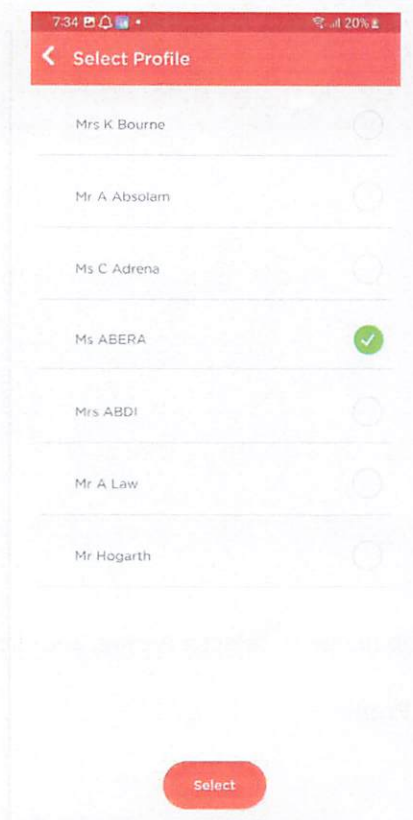 7:34 20%
Select Profile
Mrs K Bourne
Mr A Absolam
Ms C Adrena
Ms ABERA
Mrs ABDI
Mr A Law
Mr Hogarth
Select